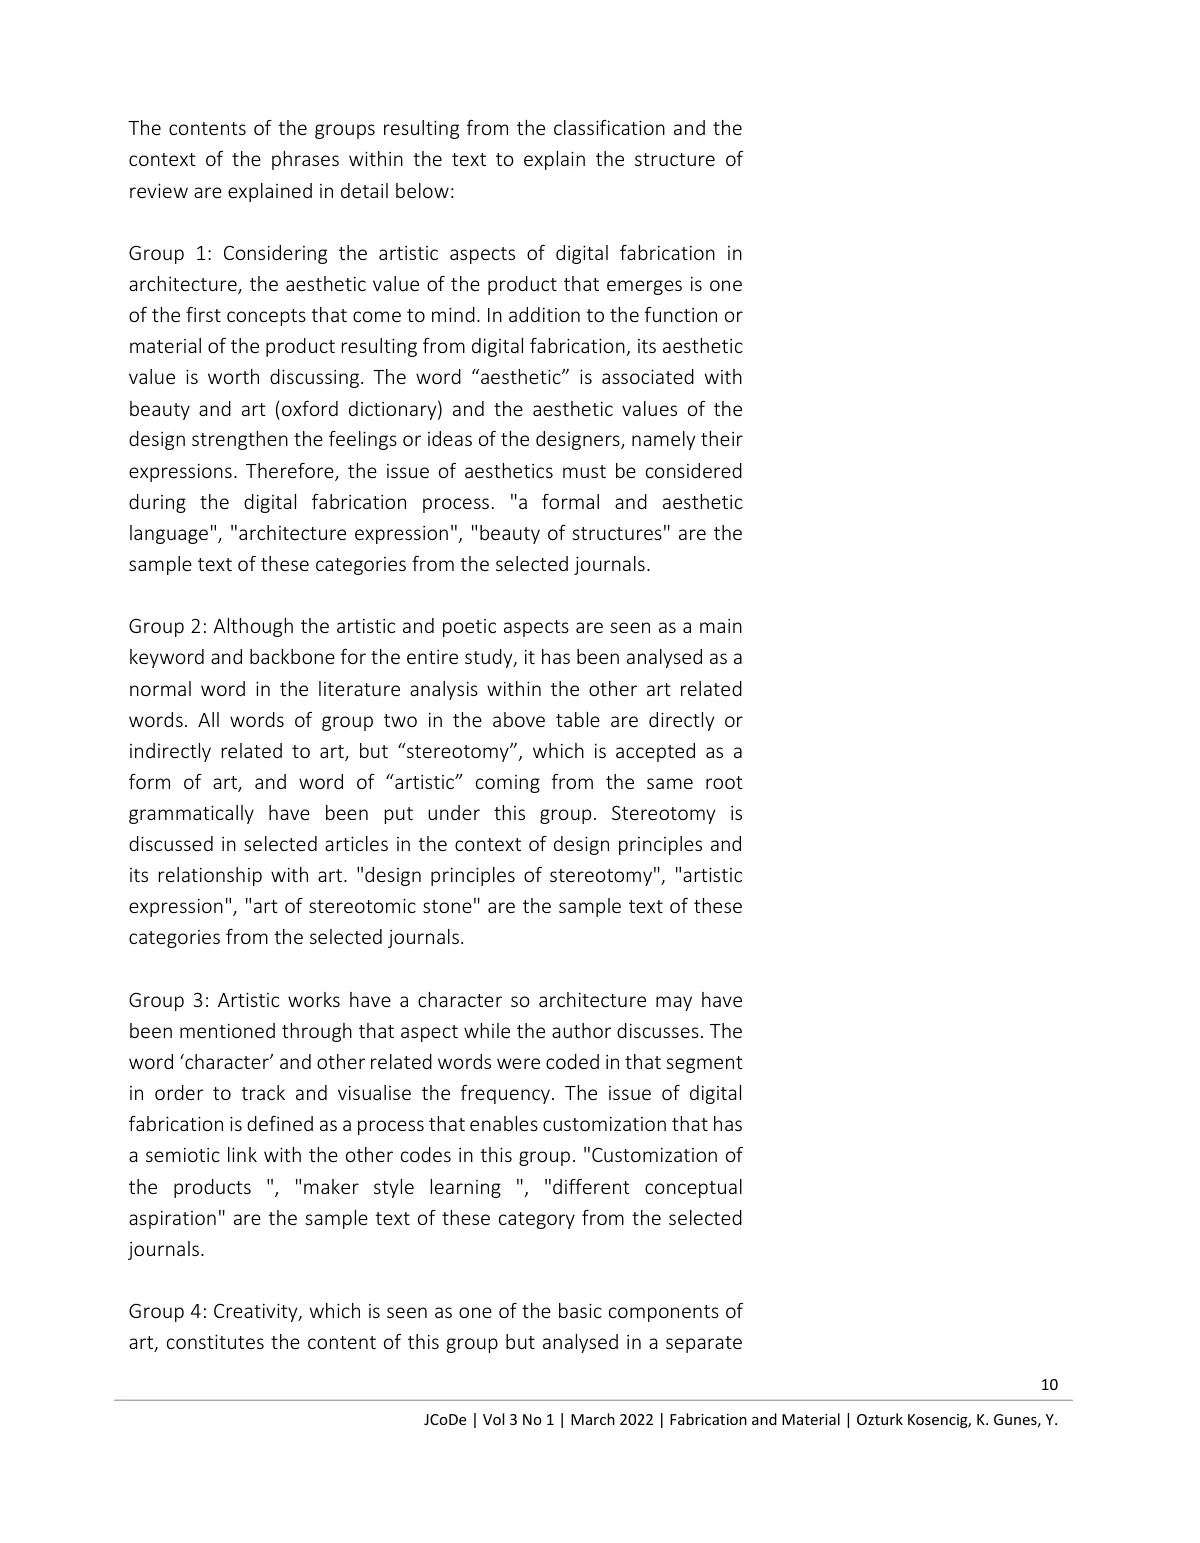 The contents of the groups resulting from the classification and the
context of the phrases within the text to explain the structure of
review are explained in detail below:
Group 1: Considering the artistic aspects of digital fabrication in
architecture, the aesthetic value of the product that emerges is one
of the first concepts that come to mind. In addition to the function or
material of the product resulting from digital fabrication, its aesthetic
value is worth discussing. The word “aesthetic” is associated with
beauty and art (oxford dictionary) and the aesthetic values of the
design strengthen the feelings or ideas of the designers, namely their
expressions. Therefore, the issue of aesthetics must be considered
during the digital fabrication process. "a formal and aesthetic
language", "architecture expression", "beauty of structures" are the
sample text of these categories from the selected journals.
Group 2: Although the artistic and poetic aspects are seen as a main
keyword and backbone for the entire study, it has been analysed as a
normal word in the literature analysis within the other art related
words. All words of group two in the above table are directly or
indirectly related to art, but “stereotomy”, which is accepted as a
form of art, and word of “artistic” coming from the same root
grammatically have been put under this group. Stereotomy is
discussed in selected articles in the context of design principles and
its relationship with art. "design principles of stereotomy", "artistic
expression", "art of stereotomic stone" are the sample text of these
categories from the selected journals.
Group 3: Artistic works have a character so architecture may have
been mentioned through that aspect while the author discusses. The
word ‘character’ and other related words were coded in that segment
in order to track and visualise the frequency. The issue of digital
fabrication is defined as a process that enables customization that has
a semiotic link with the other codes in this group. "Customization of
the products ", "maker style learning ", "different conceptual
aspiration" are the sample text of these category from the selected
journals.
Group 4: Creativity, which is seen as one of the basic components of
art, constitutes the content of this group but analysed in a separate
10
JCoDe | Vol 3 No 1 | March 2022 | Fabrication and Material | Ozturk Kosencig, K. Gunes, Y.